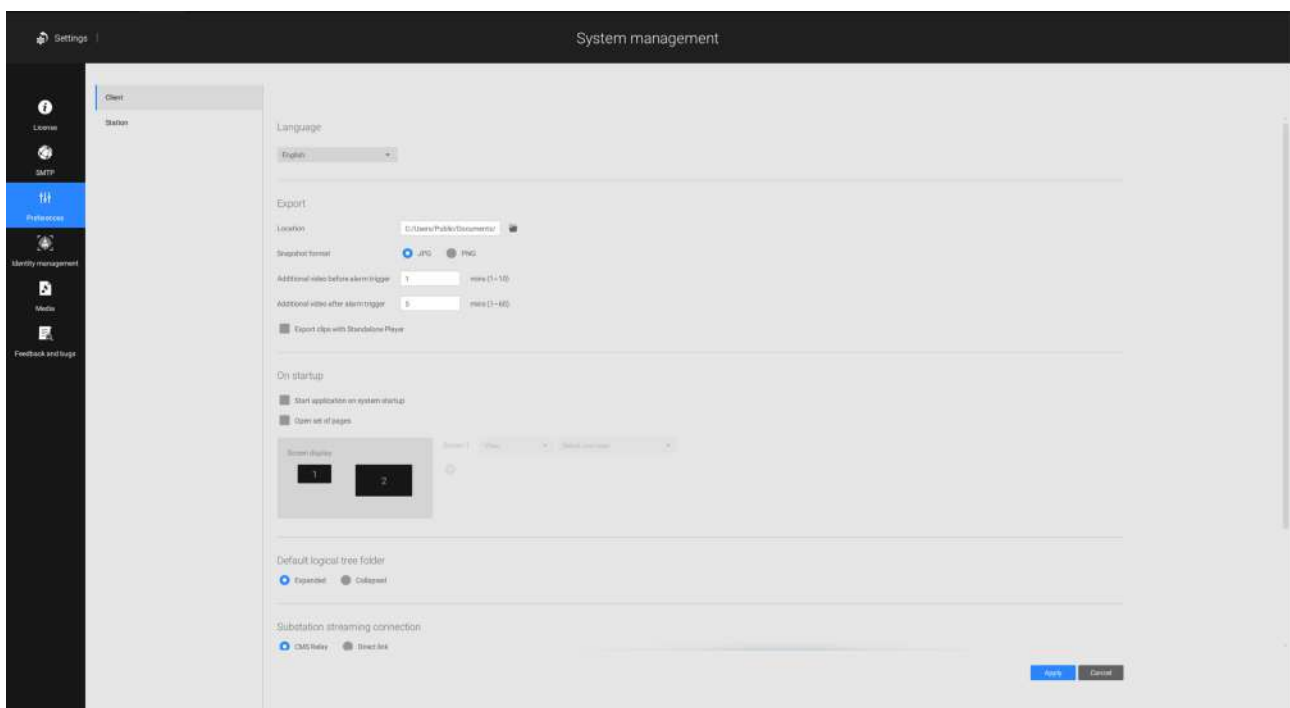 Settings
System management
License
SMTP
Preferences
Identity management
Media
Feedback and bugs
Client
Station
Language
English
Export
Location C:/Users/Public/Documents/
Snapshot format JPG PNG
Additional video before alarm trigger 1 mins (1~10)
Additional video after alarm trigger 5 mins (1~60)
Export clips with Standalone Player
On startup
Start application on system startup
Open set of pages
Screen display
1
2
Screen 1 View
Default logical tree folder
Expanded Collapsed
Substation streaming connection
CMS Relay Direct link
Apply Cancel